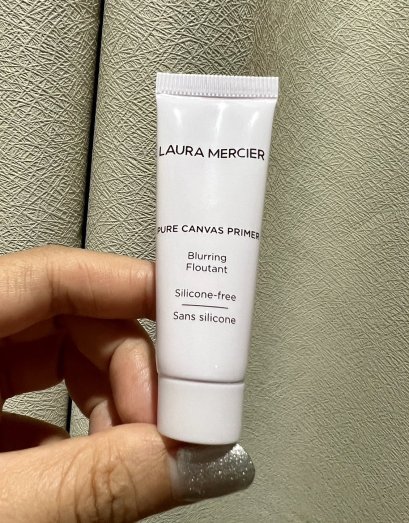 LAURA MERCIER
PURE CANVAS PRIMER
Blurring
Floutant
Silicone-free
Sans silicone